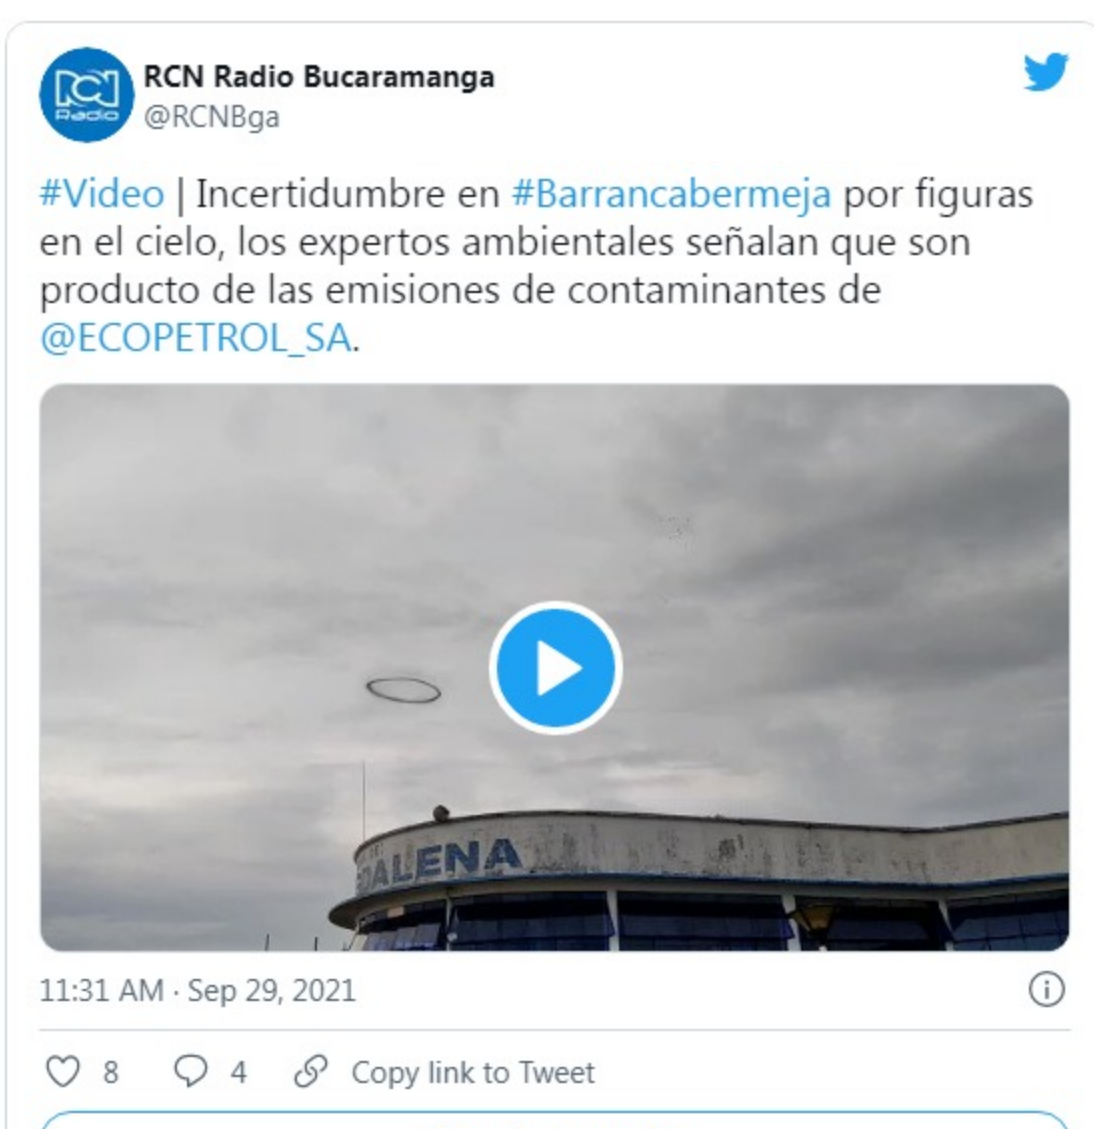 RCN Radio Bucaramanga
@RCNBga
#Video | Incertidumbre en #Barrancabermeja por figuras
en el cielo, los expertos ambientales señalan que son
producto de las emisiones de contaminantes de
@ECOPETROL_SA.
DALENA
11:31 AM · Sep 29, 2021
8 4 Copy link to Tweet